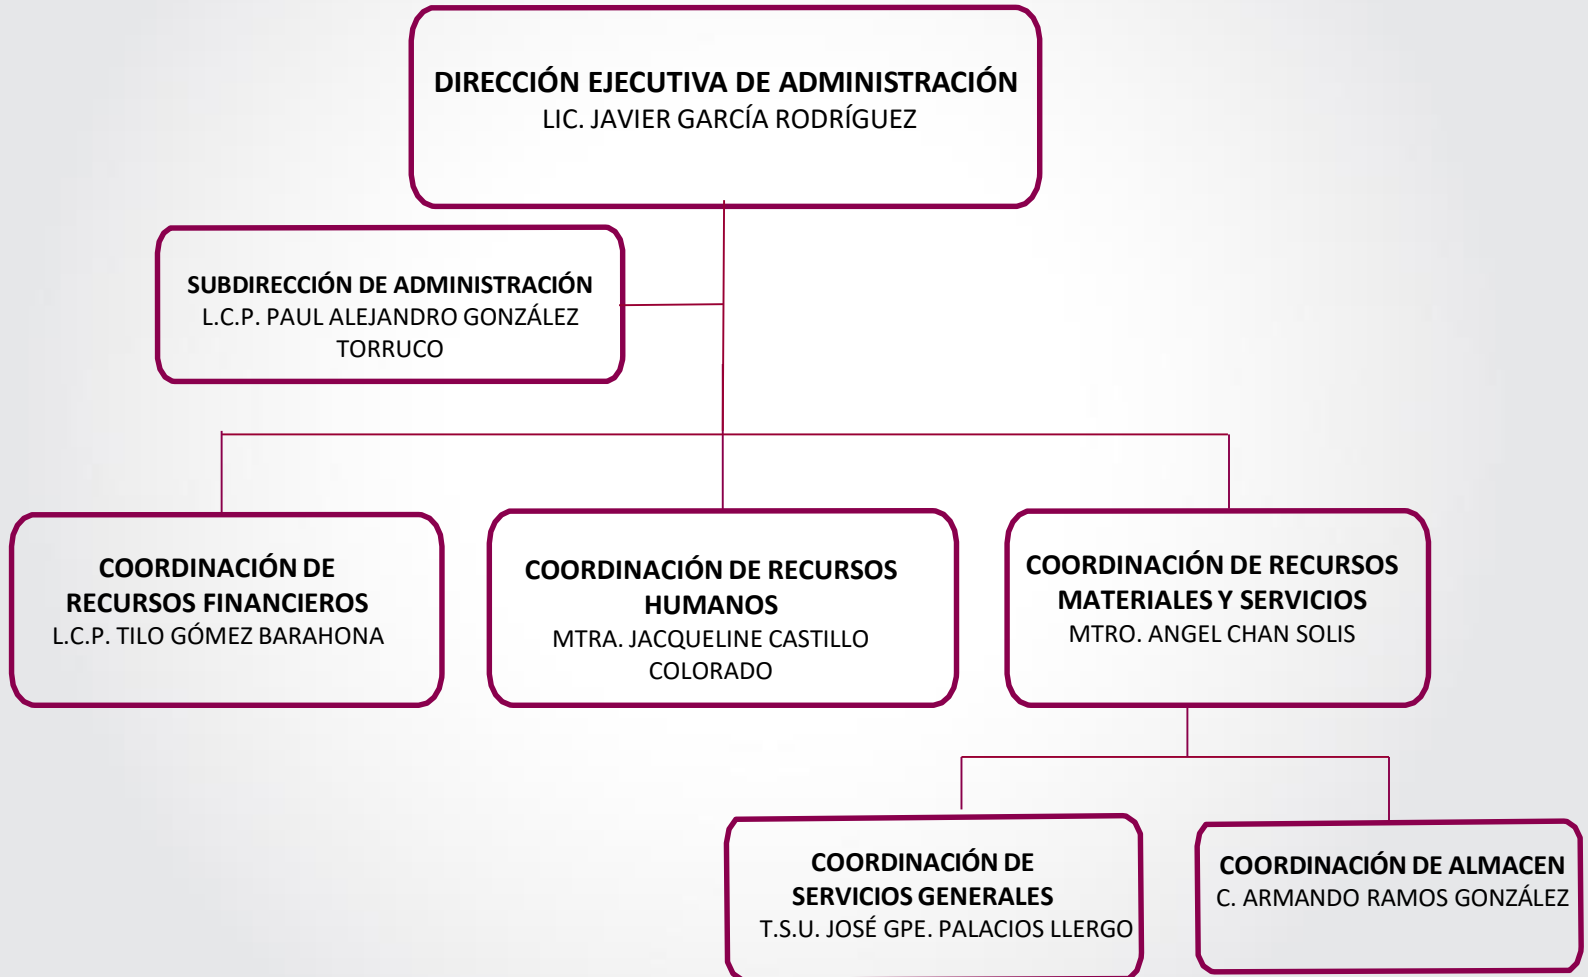 DIRECCIÓN EJECUTIVA DE ADMINISTRACIÓN
LIC. JAVIER GARCÍA RODRÍGUEZ
SUBDIRECCIÓN DE ADMINISTRACIÓN
L.C.P. PAUL ALEJANDRO GONZÁLEZ
TORRUCO
COORDINACIÓN DE
RECURSOS FINANCIEROS
L.C.P. TILO GÓMEZ BARAHONA
COORDINACIÓN DE RECURSOS
HUMANOS
MTRA. JACQUELINE CASTILLO
COLORADO
COORDINACIÓN DE RECURSOS
MATERIALES Y SERVICIOS
MTRO. ANGEL CHAN SOLIS
COORDINACIÓN DE
SERVICIOS GENERALES
T.S.U. JOSÉ GPE. PALACIOS LLERGO
COORDINACIÓN DE ALMACEN
C. ARMANDO RAMOS GONZÁLEZ